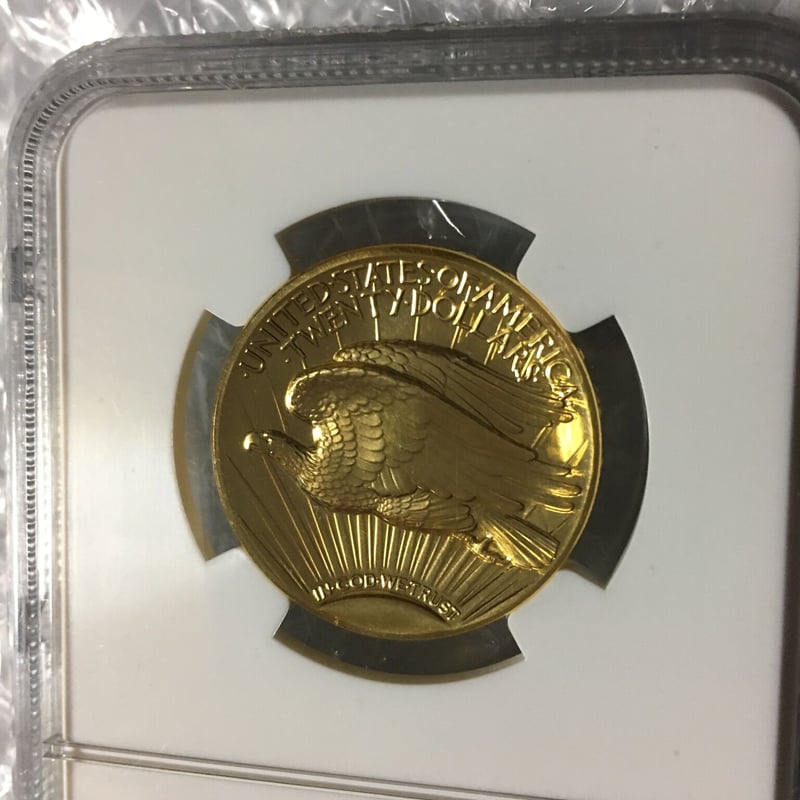 ·UNITED·STATES·OF·AMERICA·
·TWENTY·DOLLARS·
IN·GOD·WE·TRUST